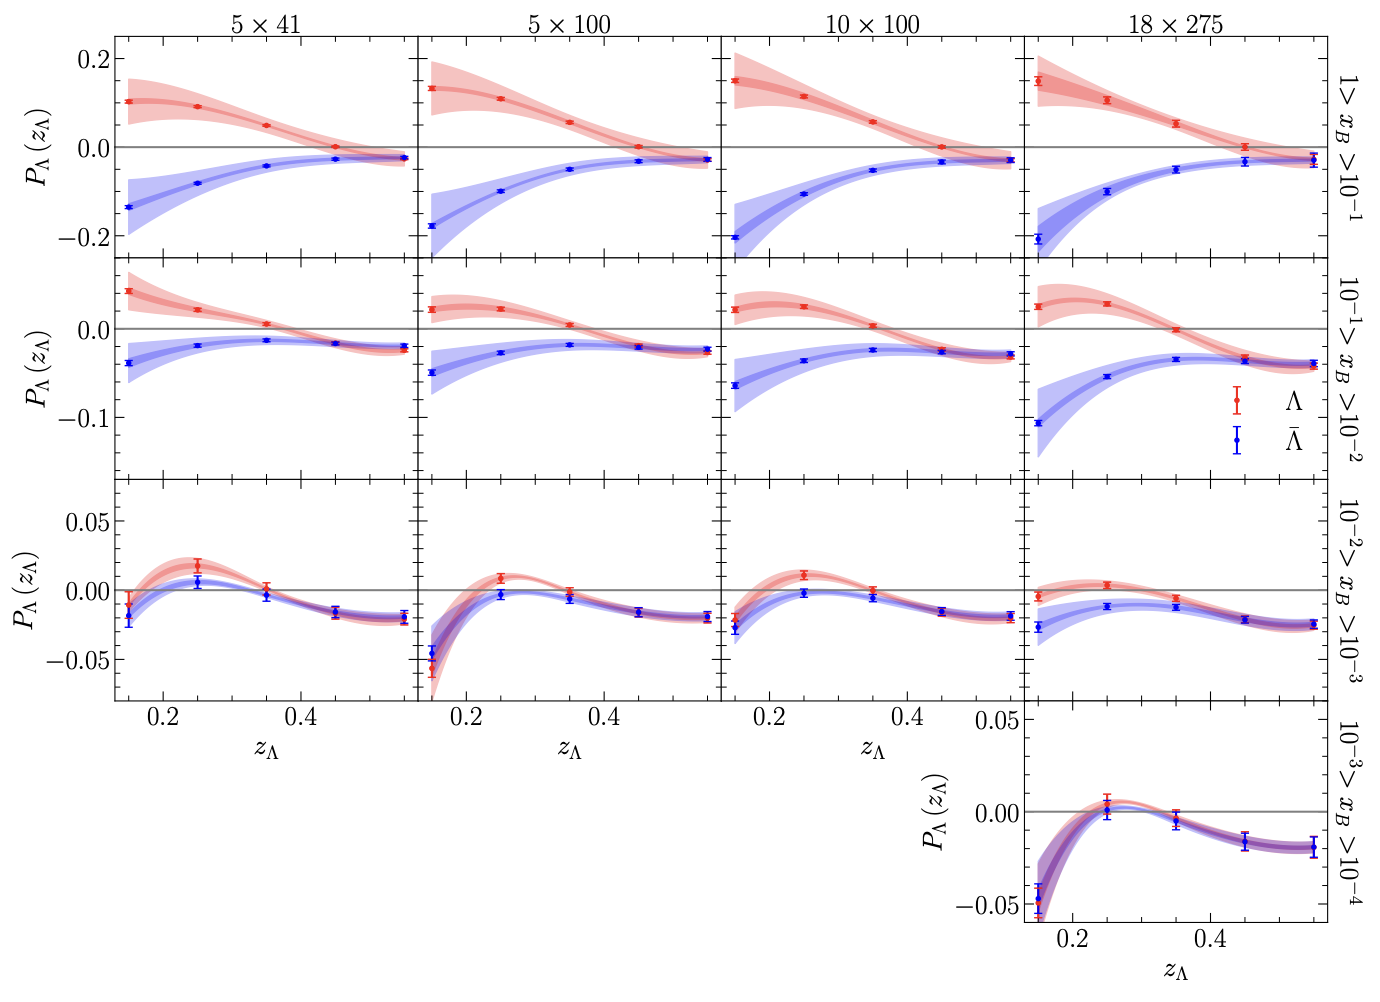 5 × 41 5 × 100 10 × 100 18 × 275
0.2
0.0
−0.2
P_Λ (z_Λ)
1 > x_B > 10^−1
0.0
−0.1
P_Λ (z_Λ)
10^−1 > x_B > 10^−2
Λ
Λ̄
0.05
0.00
−0.05
P_Λ (z_Λ)
10^−2 > x_B > 10^−3
0.2 0.4 0.2 0.4 0.2 0.4
z_Λ z_Λ z_Λ
0.05
0.00
−0.05
P_Λ (z_Λ)
10^−3 > x_B > 10^−4
0.2 0.4
z_Λ